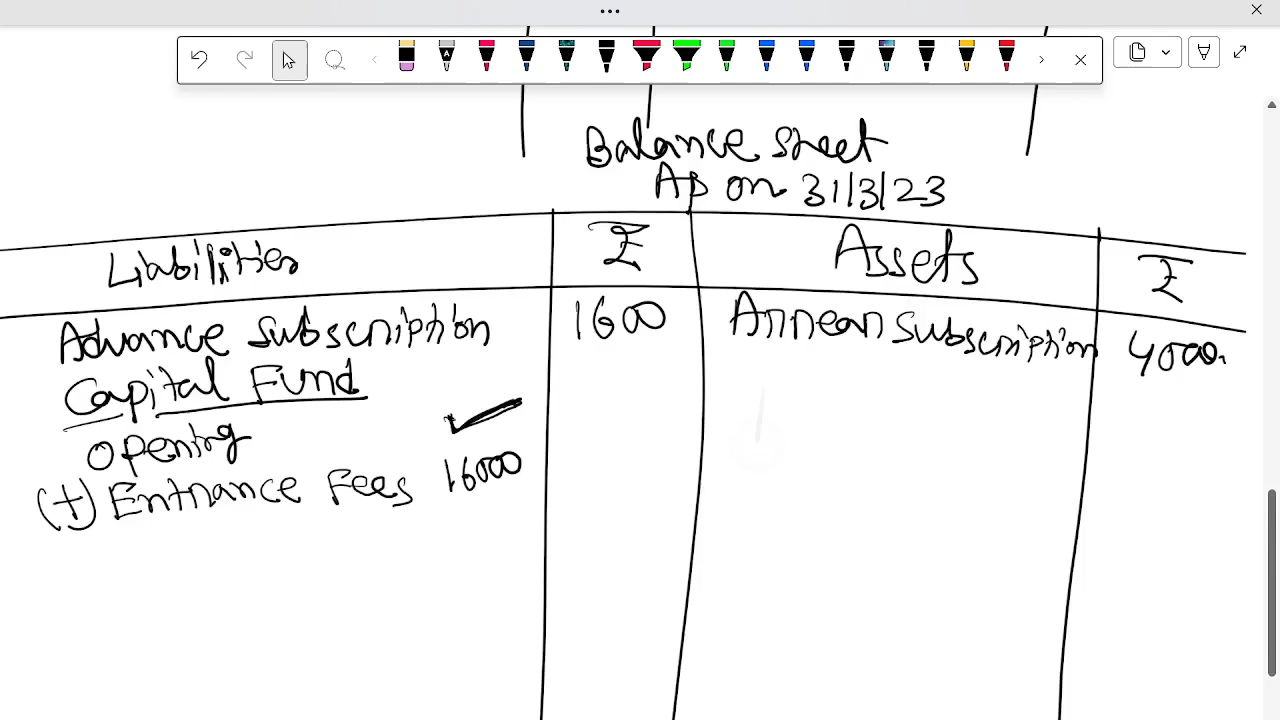 Balance Sheet
As on 31/3/23
Liabilities ₹ Assets ₹
Advance subscription 1600 Arrear subscription 4000
Capital Fund
Opening
(+) Entrance Fees 16000